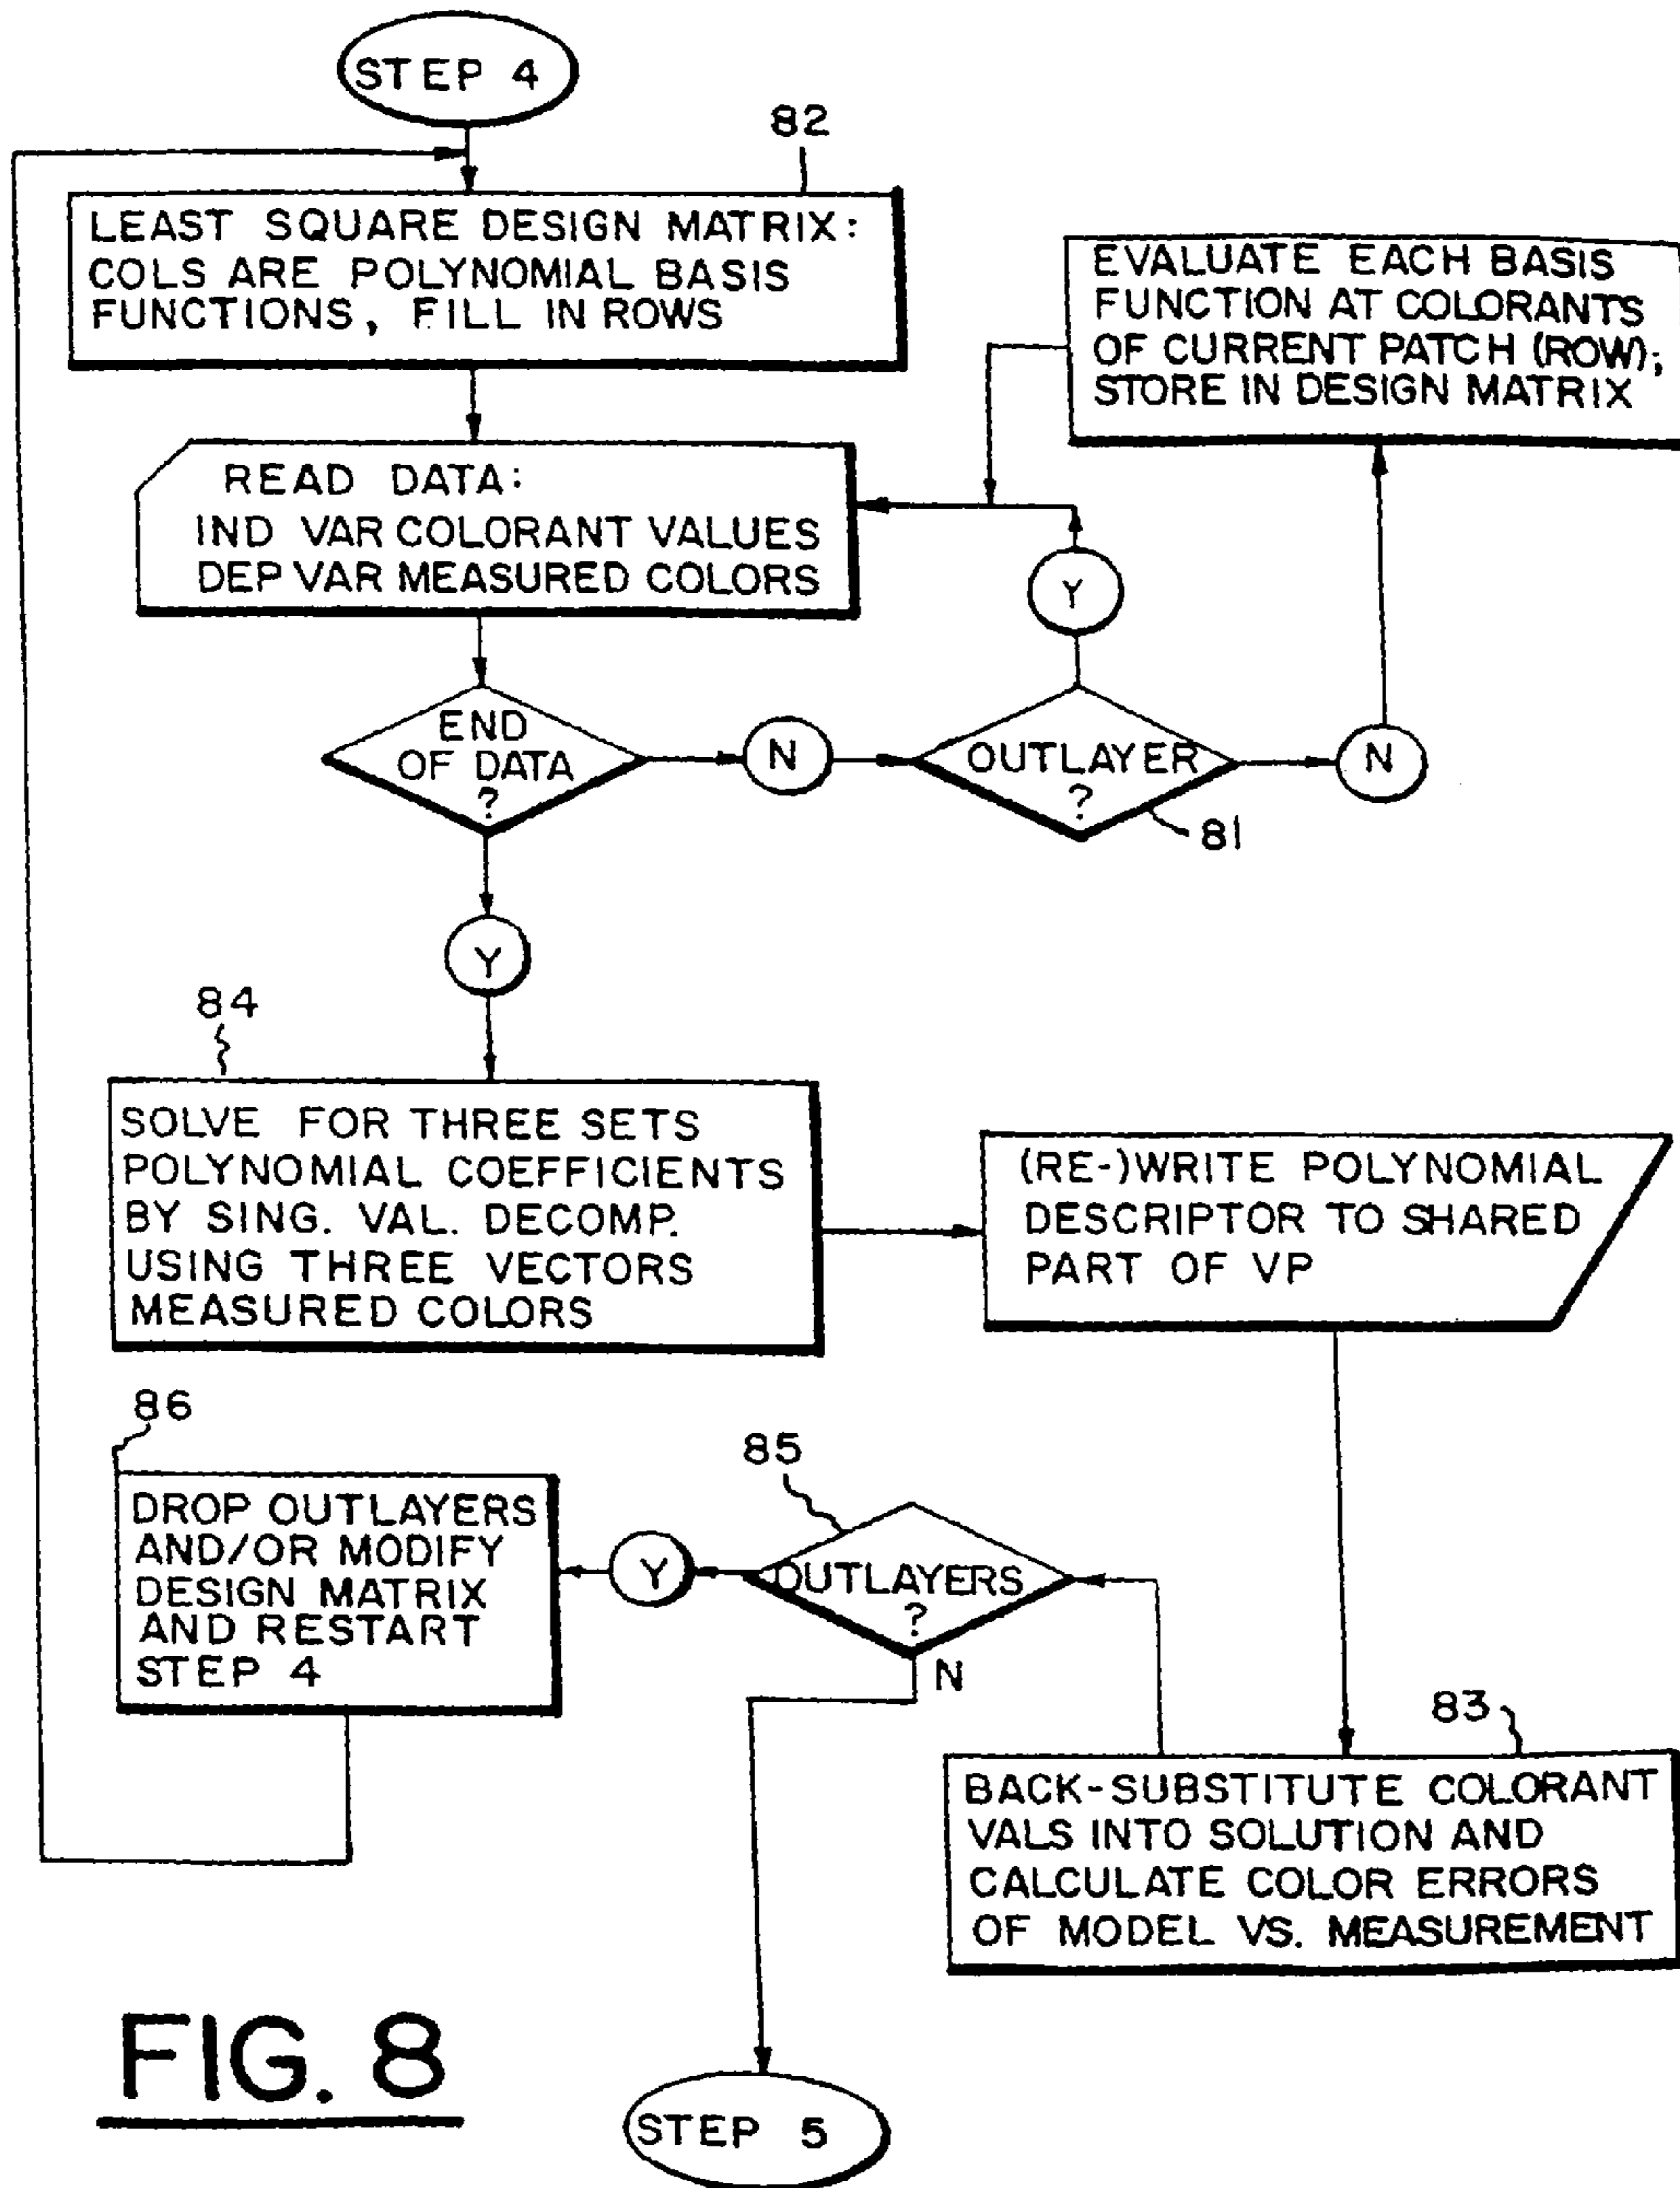 STEP 4
82
LEAST SQUARE DESIGN MATRIX:
COLS ARE POLYNOMIAL BASIS
FUNCTIONS, FILL IN ROWS
EVALUATE EACH BASIS
FUNCTION AT COLORANTS
OF CURRENT PATCH (ROW);
STORE IN DESIGN MATRIX
READ DATA:
IND VAR COLORANT VALUES
DEP VAR MEASURED COLORS
Y
END
OF DATA
?
N
OUTLAYER
?
N
81
Y
84
SOLVE FOR THREE SETS
POLYNOMIAL COEFFICIENTS
BY SING. VAL. DECOMP.
USING THREE VECTORS
MEASURED COLORS
(RE-)WRITE POLYNOMIAL
DESCRIPTOR TO SHARED
PART OF VP
86
85
DROP OUTLAYERS
AND/OR MODIFY
DESIGN MATRIX
AND RESTART
STEP 4
Y
OUTLAYERS
?
N
83
BACK-SUBSTITUTE COLORANT
VALS INTO SOLUTION AND
CALCULATE COLOR ERRORS
OF MODEL VS. MEASUREMENT
FIG. 8
STEP 5